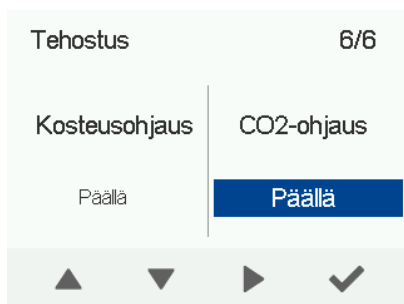 Tehostus 6/6
Kosteusohjaus CO2-ohjaus
Päällä Päällä